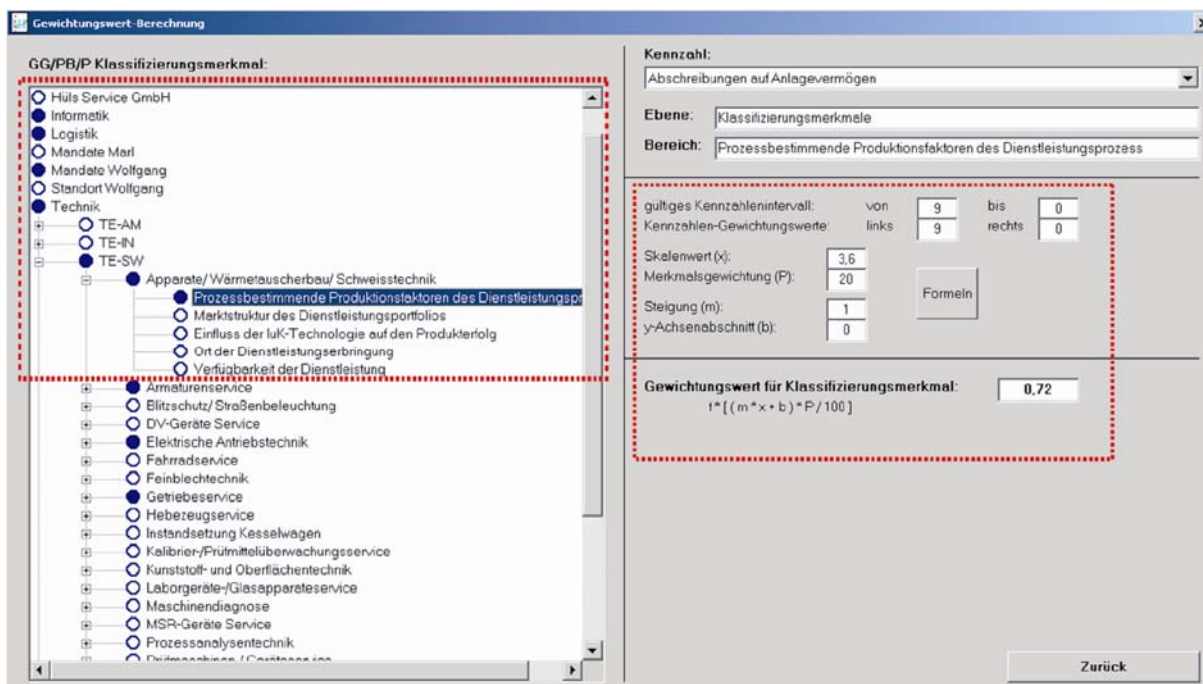 Gewichtungswert-Berechnung
GG/PB/P Klassifizierungsmerkmal:
Hüls Service GmbH
Informatik
Logistik
Mandate Marl
Mandate Wolfgang
Standort Wolfgang
Technik
TE-AM
TE-IN
TE-SW
Apparate/ Wärmetauscherbau/ Schweisstechnik
Prozessbestimmende Produktionsfaktoren des Dienstleistungspr
Marktstruktur des Dienstleistungsportfolios
Einfluss der IuK-Technologie auf den Produkterfolg
Ort der Dienstleistungserbringung
Verfügbarkeit der Dienstleistung
Armaturenservice
Blitzschutz/ Straßenbeleuchtung
DV-Geräte Service
Elektrische Antriebstechnik
Fahrradservice
Feinblechtechnik
Getriebeservice
Hebezeugservice
Instandsetzung Kesselwagen
Kalibrier-/Prüfmittelüberwachungsservice
Kunststoff- und Oberflächentechnik
Laborgeräte-/Glasapparateservice
Maschinendiagnose
MSR-Geräte Service
Prozessanalysentechnik
Kennzahl:
Abschreibungen auf Anlagevermögen
Ebene: Klassifizierungsmerkmale
Bereich: Prozessbestimmende Produktionsfaktoren des Dienstleistungsprozess
gültiges Kennzahlenintervall: von 9 bis 0
Kennzahlen-Gewichtungswerte: links 9 rechts 0
Skalenwert (x): 3,6
Merkmalsgewichtung (P): 20
Formeln
Steigung (m): 1
y-Achsenabschnitt (b): 0
Gewichtungswert für Klassifizierungsmerkmal: 0,72
f * [ ( m * x + b ) * P / 100 ]
Zurück